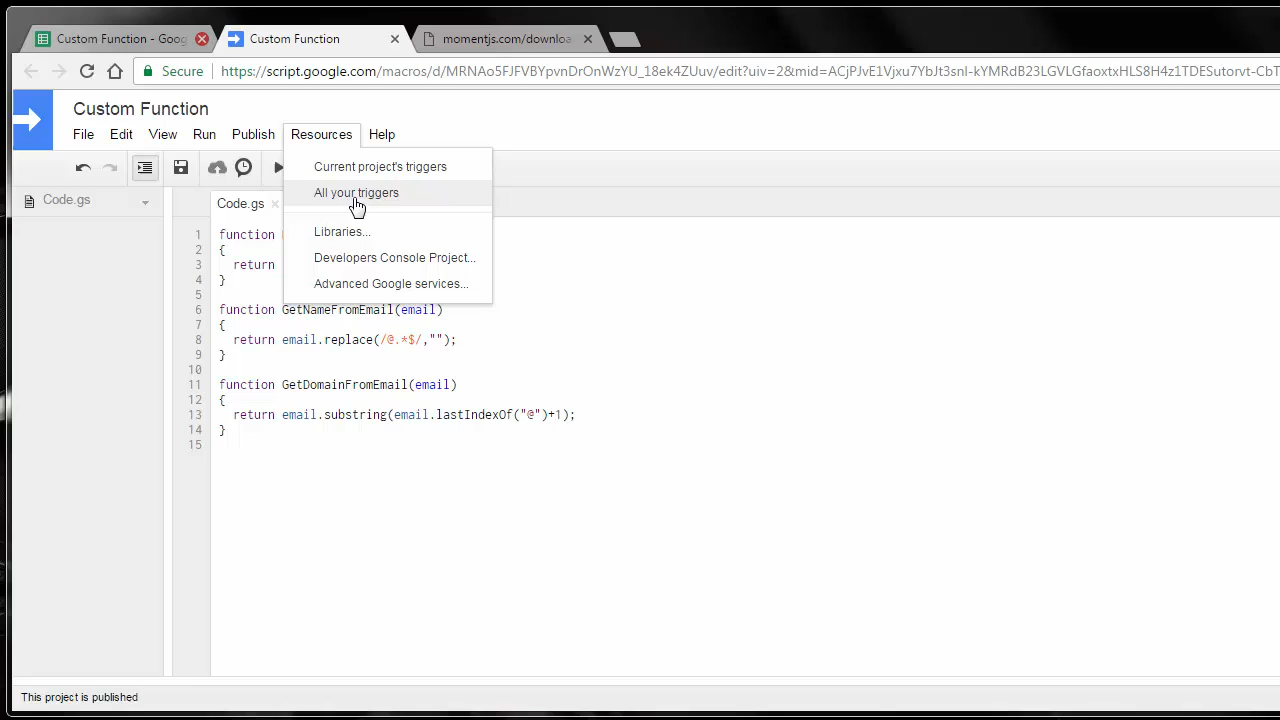 Custom Function - Goog
Custom Function
momentjs.com/downloa
Secure
https://script.google.com/macros/d/MRNAo5FJFVBYpvnDrOnWzYU_18ek4ZUuv/edit?uiv=2&mid=ACjPJvE1Vjxu7YbJt3snl-kYMRdB23LGVLGfaoxtxHLS8H4z1TDESutorvt-CbT
Custom Function
File Edit View Run Publish Resources Help
Current project's triggers
All your triggers
Libraries...
Developers Console Project...
Advanced Google services...
Code.gs
Code.gs
1 function
2 {
3 return
4 }
5
6 function GetNameFromEmail(email)
7 {
8 return email.replace(/@.*$/,"");
9 }
10
11 function GetDomainFromEmail(email)
12 {
13 return email.substring(email.lastIndexOf("@")+1);
14 }
15
This project is published